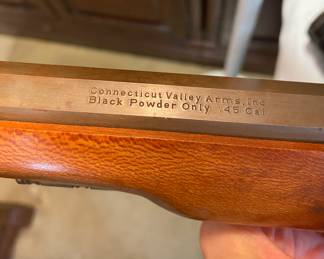 Connecticut Valley Arms, Inc
Black Powder Only .45 Cal